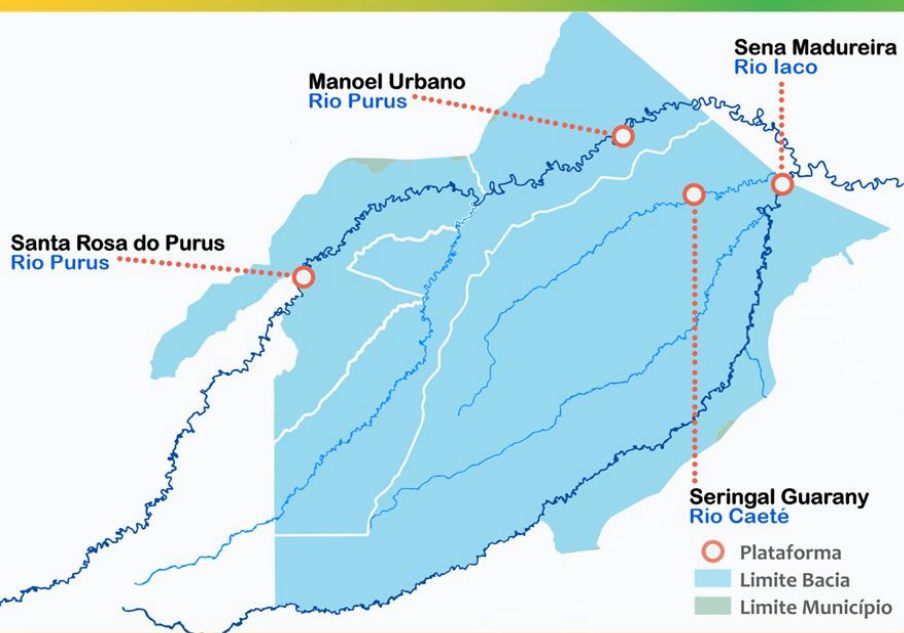 Sena Madureira
Rio Iaco
Manoel Urbano
Rio Purus
Santa Rosa do Purus
Rio Purus
Seringal Guarany
Rio Caeté
Plataforma
Limite Bacia
Limite Município